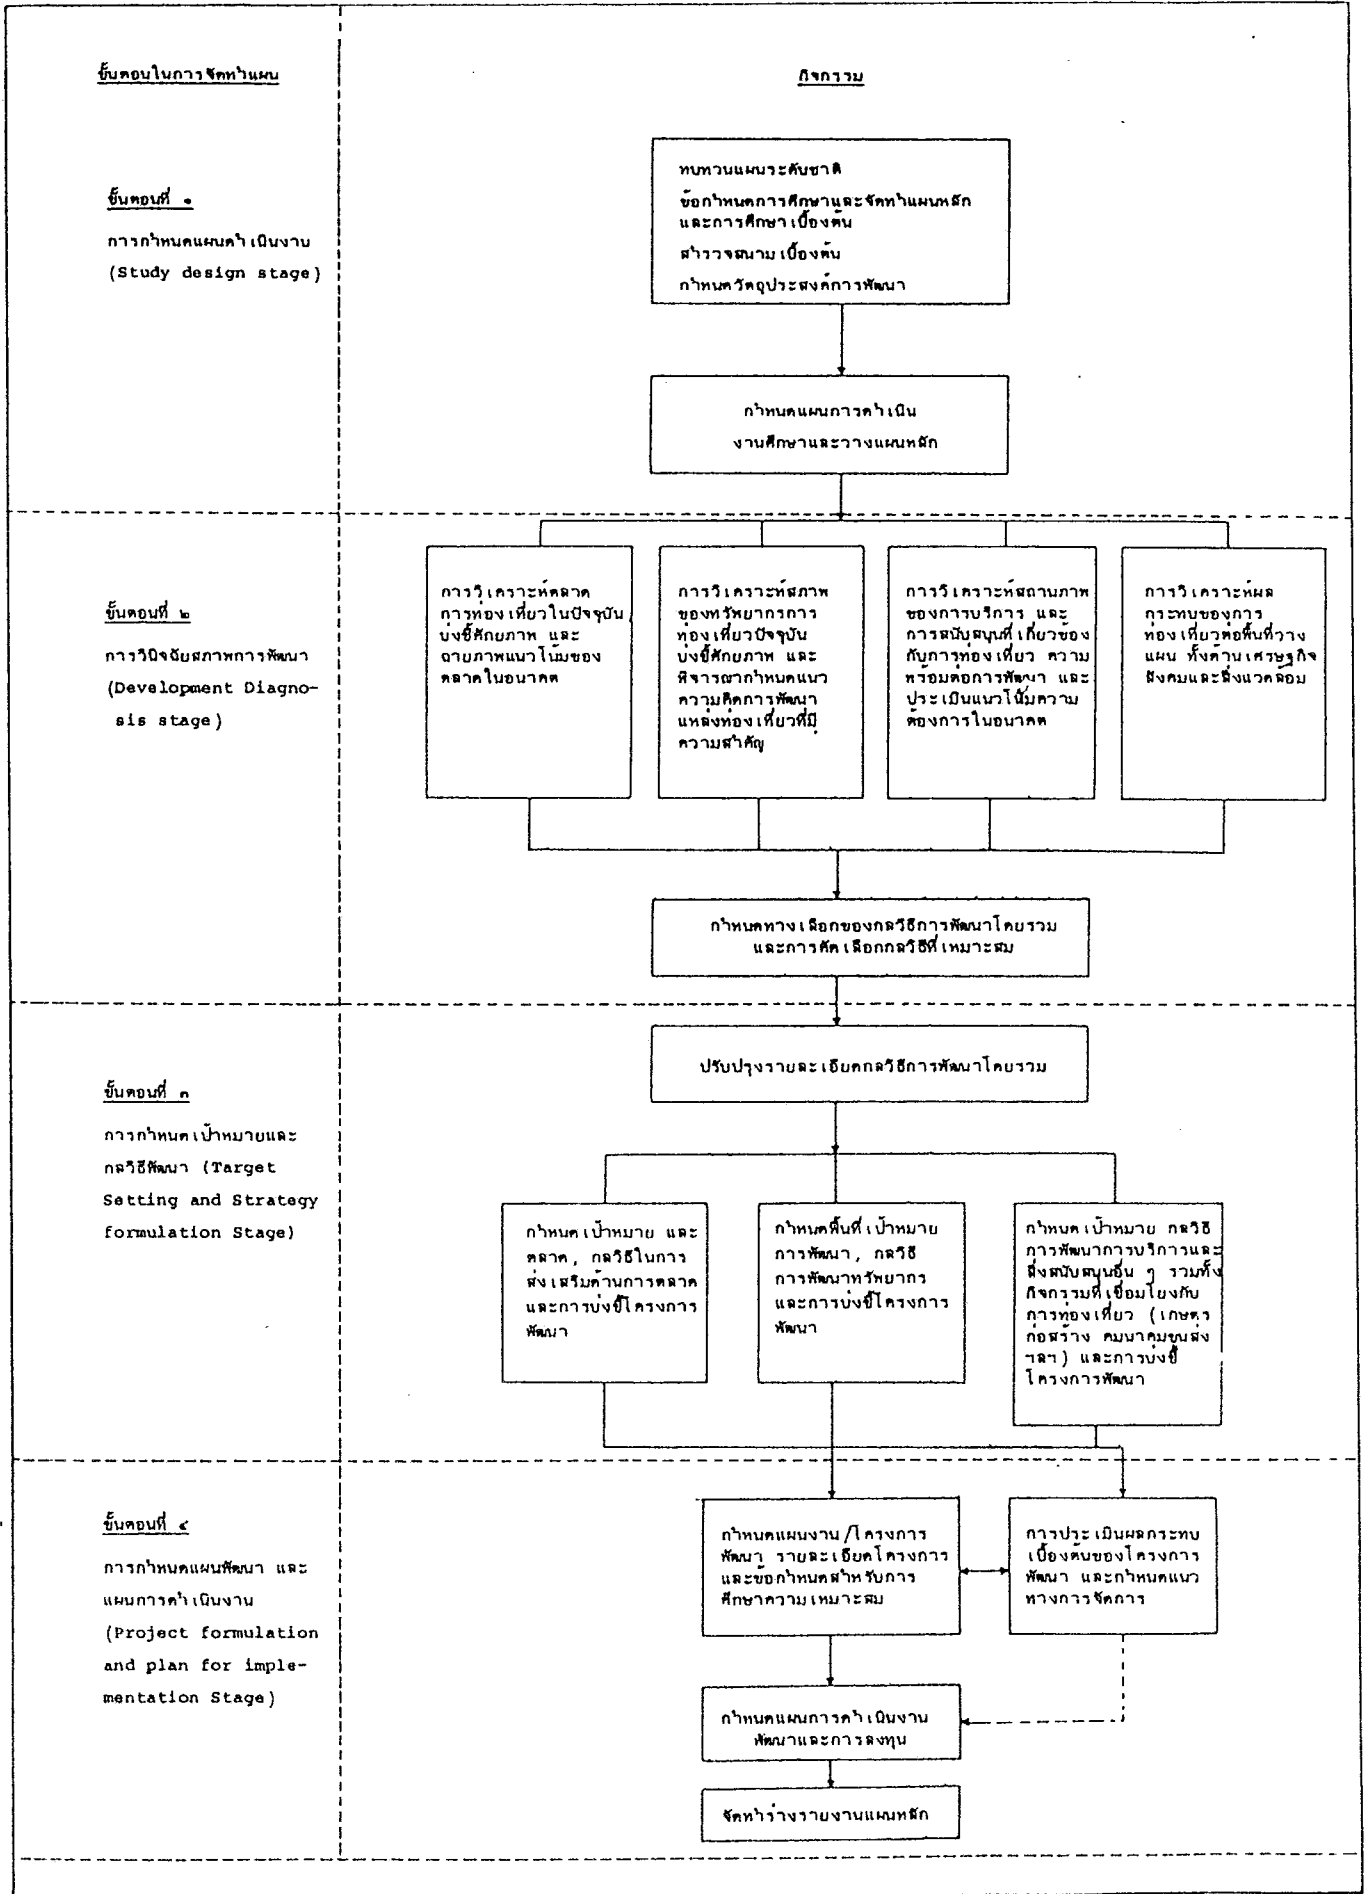 ขั้นตอนในการจัดทำแผน
กิจกรรม
ขั้นตอนที่ ๑
การกำหนดแผนดำเนินงาน
(Study design stage)
ทบทวนแผนระดับชาติ
ข้อกำหนดการศึกษาและจัดทำแผนหลัก
และการศึกษาเบื้องต้น
สำรวจสนามเบื้องต้น
กำหนดวัตถุประสงค์การพัฒนา
กำหนดแผนการดำเนิน
งานศึกษาและวางแผนหลัก
ขั้นตอนที่ ๒
การวินิจฉัยสภาพการพัฒนา
(Development Diagno-
sis stage)
การวิเคราะห์ตลาด
การท่องเที่ยวในปัจจุบัน
บ่งชี้ศักยภาพ และ
ฉายภาพแนวโน้มของ
ตลาดในอนาคต
การวิเคราะห์สภาพ
ของทรัพยากรการ
ท่องเที่ยวปัจจุบัน
บ่งชี้ศักยภาพ และ
พิจารณากำหนดแนว
ความคิดการพัฒนา
แหล่งท่องเที่ยวที่มี
ความสำคัญ
การวิเคราะห์สถานภาพ
ของการบริการ และ
การสนับสนุนที่เกี่ยวข้อง
กับการท่องเที่ยว ความ
พร้อมต่อการพัฒนา และ
ประเมินแนวโน้มความ
ต้องการในอนาคต
การวิเคราะห์ผล
กระทบของการ
ท่องเที่ยวต่อพื้นที่วาง
แผน ทั้งด้านเศรษฐกิจ
สังคมและสิ่งแวดล้อม
กำหนดทางเลือกของกลวิธีการพัฒนาโดยรวม
และการคัดเลือกกลวิธีที่เหมาะสม
ขั้นตอนที่ ๓
การกำหนดเป้าหมายและ
กลวิธีพัฒนา (Target
Setting and Strategy
formulation Stage)
ปรับปรุงรายละเอียดกลวิธีการพัฒนาโดยรวม
กำหนดเป้าหมาย และ
ตลาด, กลวิธีในการ
ส่งเสริมด้านการตลาด
และการบ่งชี้โครงการ
พัฒนา
กำหนดพื้นที่เป้าหมาย
การพัฒนา, กลวิธี
การพัฒนาทรัพยากร
และการบ่งชี้โครงการ
พัฒนา
กำหนดเป้าหมาย กลวิธี
การพัฒนาการบริการและ
สิ่งสนับสนุนอื่น ๆ รวมทั้ง
กิจกรรมที่เชื่อมโยงกับ
การท่องเที่ยว (เกษตร
ก่อสร้าง คมนาคมขนส่ง
ฯลฯ) และการบ่งชี้
โครงการพัฒนา
ขั้นตอนที่ ๔
การกำหนดแผนพัฒนา และ
แผนการดำเนินงาน
(Project formulation
and plan for imple-
mentation Stage)
กำหนดแผนงาน/โครงการ
พัฒนา รายละเอียดโครงการ
และข้อกำหนดสำหรับการ
ศึกษาความเหมาะสม
การประเมินผลกระทบ
เบื้องต้นของโครงการ
พัฒนา และกำหนดแนว
ทางการจัดการ
กำหนดแผนการดำเนินงาน
พัฒนาและการลงทุน
จัดทำร่างรายงานแผนหลัก